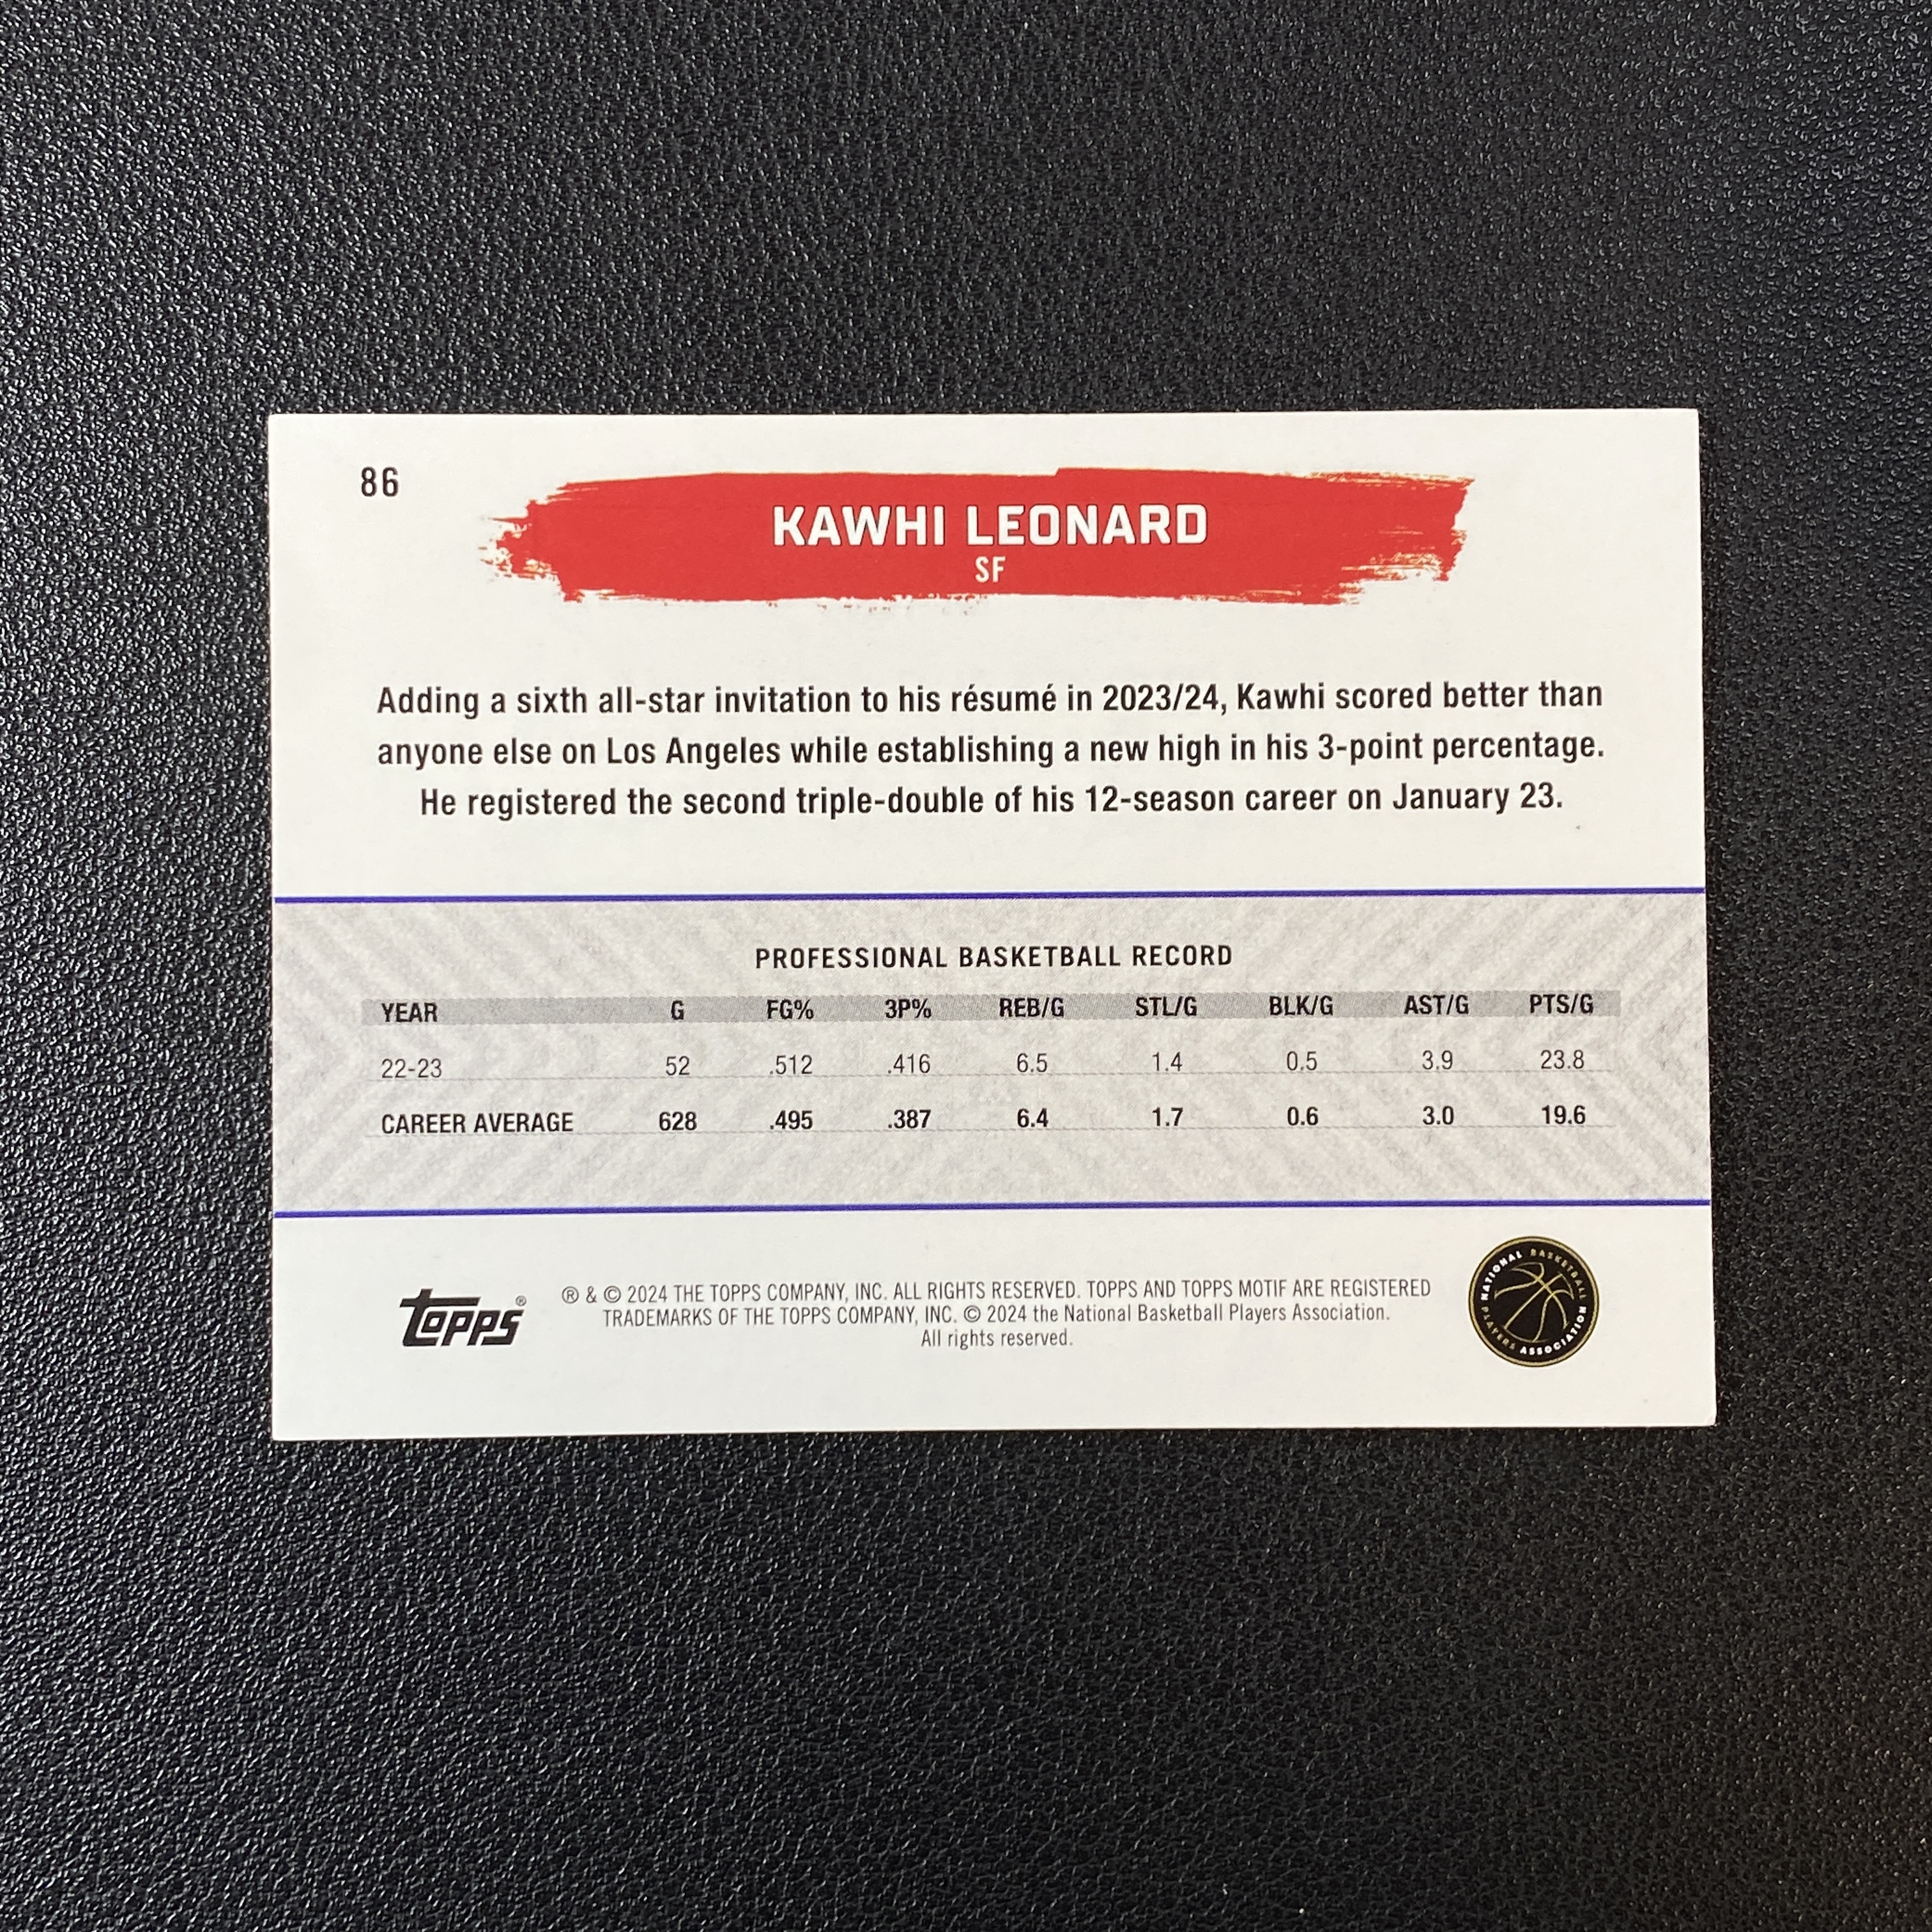 86
KAWHI LEONARD
SF
Adding a sixth all-star invitation to his résumé in 2023/24, Kawhi scored better than
anyone else on Los Angeles while establishing a new high in his 3-point percentage.
He registered the second triple-double of his 12-season career on January 23.
PROFESSIONAL BASKETBALL RECORD
YEAR G FG% 3P% REB/G STL/G BLK/G AST/G PTS/G
22-23 52 .512 .416 6.5 1.4 0.5 3.9 23.8
CAREER AVERAGE 628 .495 .387 6.4 1.7 0.6 3.0 19.6
topps®
® & © 2024 THE TOPPS COMPANY, INC. ALL RIGHTS RESERVED. TOPPS AND TOPPS MOTIF ARE REGISTERED
TRADEMARKS OF THE TOPPS COMPANY, INC. © 2024 the National Basketball Players Association.
All rights reserved.
NATIONAL BASKETBALL PLAYERS ASSOCIATION